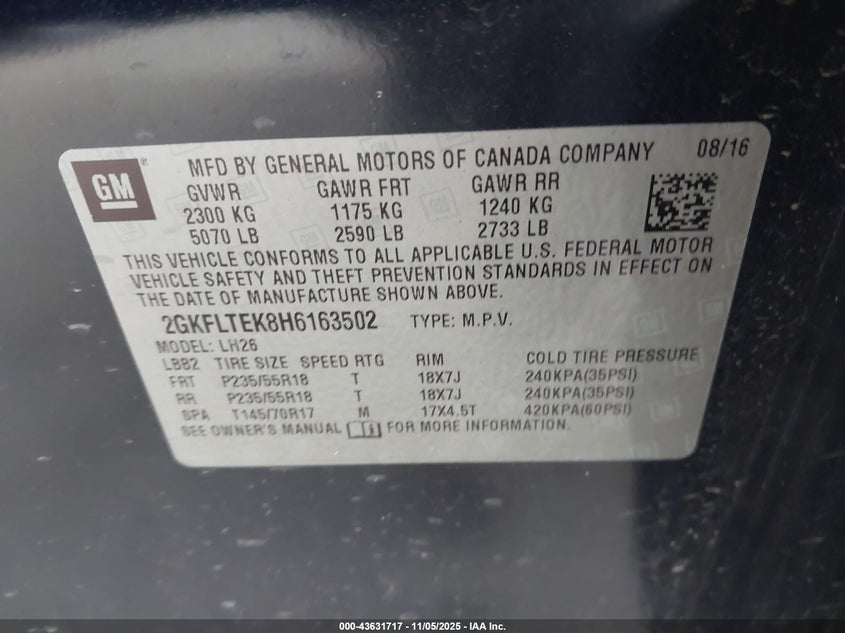 GM ® MFD BY GENERAL MOTORS OF CANADA COMPANY 08/16
GVWR GAWR FRT GAWR RR
2300 KG 1175 KG 1240 KG
5070 LB 2590 LB 2733 LB
THIS VEHICLE CONFORMS TO ALL APPLICABLE U.S. FEDERAL MOTOR
VEHICLE SAFETY AND THEFT PREVENTION STANDARDS IN EFFECT ON
THE DATE OF MANUFACTURE SHOWN ABOVE.
2GKFLTEK8H6163502 TYPE: M.P.V.
MODEL: LH26
LBB2 TIRE SIZE SPEED RTG RIM COLD TIRE PRESSURE
FRT P235/55R18 T 18X7J 240KPA(35PSI)
RR P235/55R18 T 18X7J 240KPA(35PSI)
SPA T145/70R17 M 17X4.5T 420KPA(60PSI)
SEE OWNER'S MANUAL FOR MORE INFORMATION.
000-43631717 - 11/05/2025 - IAA Inc.